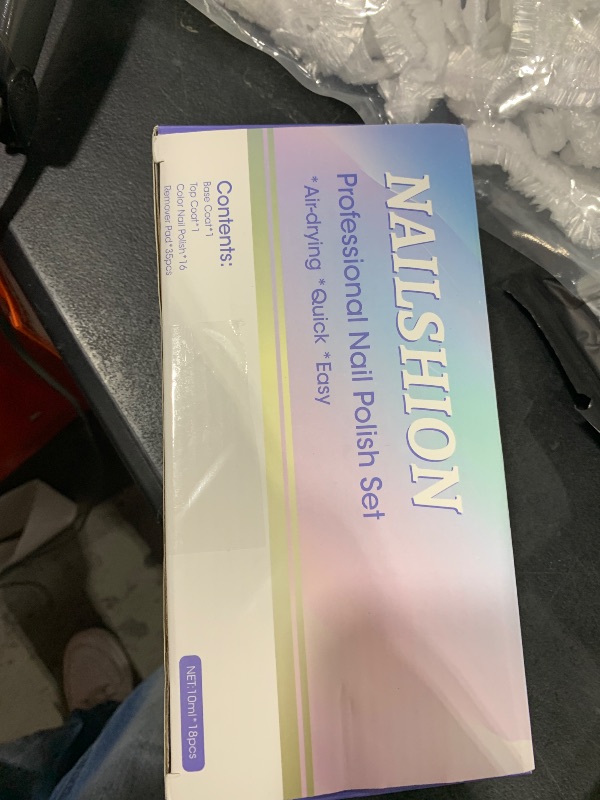 NAILSHION
Professional Nail Polish Set
*Air-drying *Quick *Easy
Contents:
Base Coat*1
Top Coat*1
Color Nail Polish*16
Remover Pad*35pcs
NET:10ml*18pcs